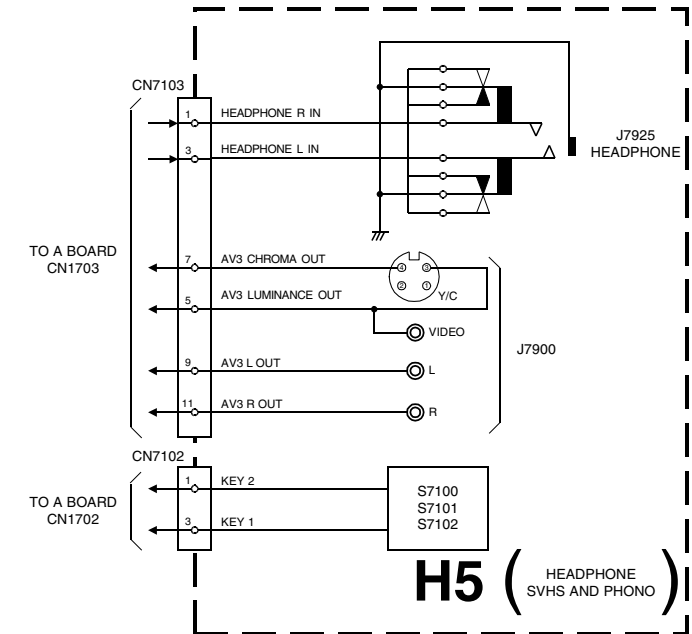 CN7103
1 HEADPHONE R IN
3 HEADPHONE L IN
J7925
HEADPHONE
TO A BOARD
CN1703
7 AV3 CHROMA OUT
4 3
2 1
Y/C
5 AV3 LUMINANCE OUT
VIDEO
J7900
9 AV3 L OUT
L
11 AV3 R OUT
R
CN7102
TO A BOARD
CN1702
1 KEY 2
3 KEY 1
S7100
S7101
S7102
H5 ( HEADPHONE
SVHS AND PHONO )